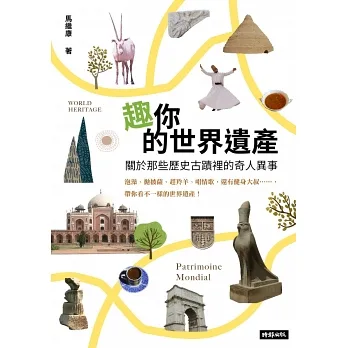 馬繼康 著
WORLD
HERITAGE
趣你
的世界遺產
關於那些歷史古蹟裡的奇人異事
泡澡、拋披薩、趕羚羊、唱情歌,還有健身大叔……,
帶你看不一樣的世界遺產!
Patrimoine
Mondial
時報出版